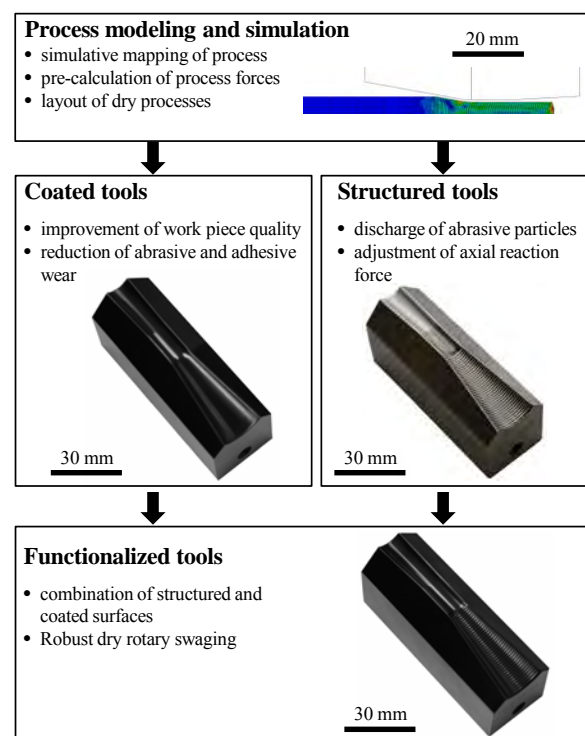 Process modeling and simulation
• simulative mapping of process
• pre-calculation of process forces
• layout of dry processes
20 mm
Coated tools
• improvement of work piece quality
• reduction of abrasive and adhesive
wear
30 mm
Structured tools
• discharge of abrasive particles
• adjustment of axial reaction
force
30 mm
Functionalized tools
• combination of structured and
coated surfaces
• Robust dry rotary swaging
30 mm